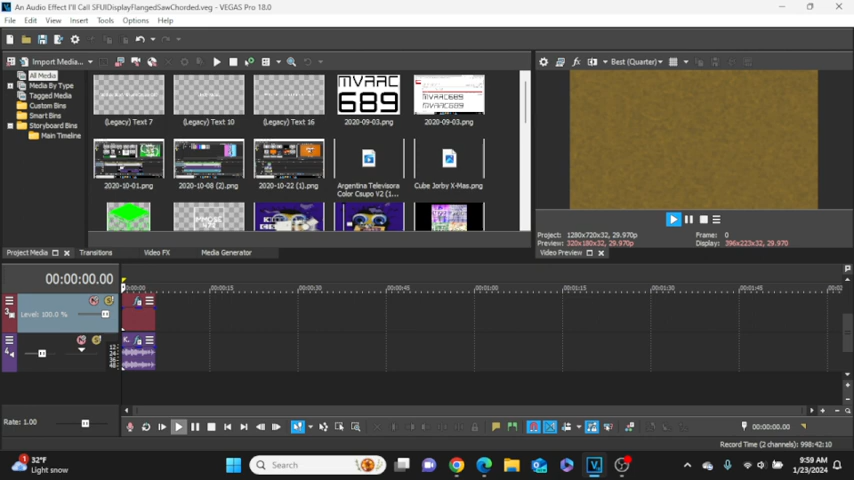 An Audio Effect I'll Call SFUIDisplayFlangedSawChorded.veg - VEGAS Pro 18.0
File Edit View Insert Tools Options Help
Import Media...
Best (Quarter)
All Media
Media By Type
Tagged Media
Custom Bins
Smart Bins
Storyboard Bins
Main Timeline
(Legacy) Text 7
(Legacy) Text 10
(Legacy) Text 16
2020-09-03.png
2020-09-03.png
MVAAC
689
2020-10-01.png
2020-10-08 (2).png
2020-10-22 (1).png
Argentina Televisora Color Csupo V2 (1...
Cube Jorby X-Mas.png
Project: 1280x720x32, 29.970p
Preview: 320x180x32, 29.970p
Frame: 0
Display: 396x223x32, 29.970
Project Media
Transitions
Video FX
Media Generator
Video Preview
00:00:00.00
00:00:15
00:00:30
00:00:45
00:01:00
00:01:15
00:01:30
00:01:45
3
Level: 100.0 %
4
12
24
36
48
Rate: 1.00
00:00:00.00
Record Time (2 channels): 998:42:10
32°F
Light snow
Search
9:59 AM
1/23/2024